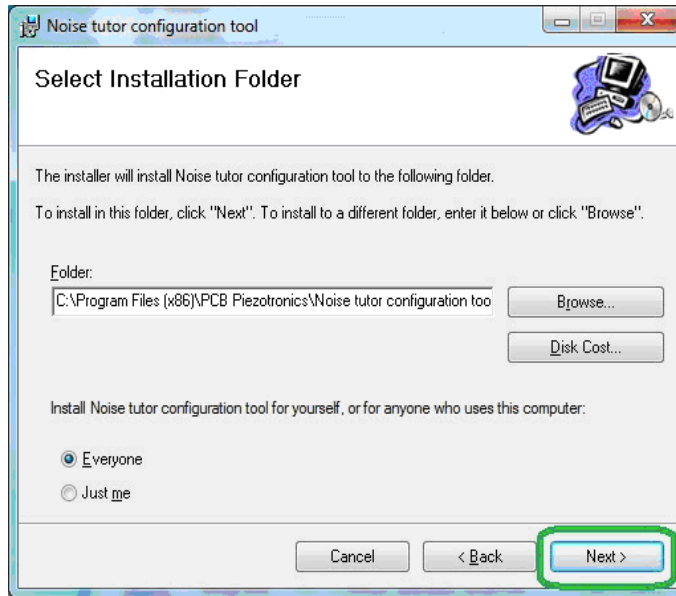 Noise tutor configuration tool
Select Installation Folder
The installer will install Noise tutor configuration tool to the following folder.
To install in this folder, click "Next". To install to a different folder, enter it below or click "Browse".
Folder:
C:\Program Files (x86)\PCB Piezotronics\Noise tutor configuration too
Browse...
Disk Cost...
Install Noise tutor configuration tool for yourself, or for anyone who uses this computer:
Everyone
Just me
Cancel
< Back
Next >